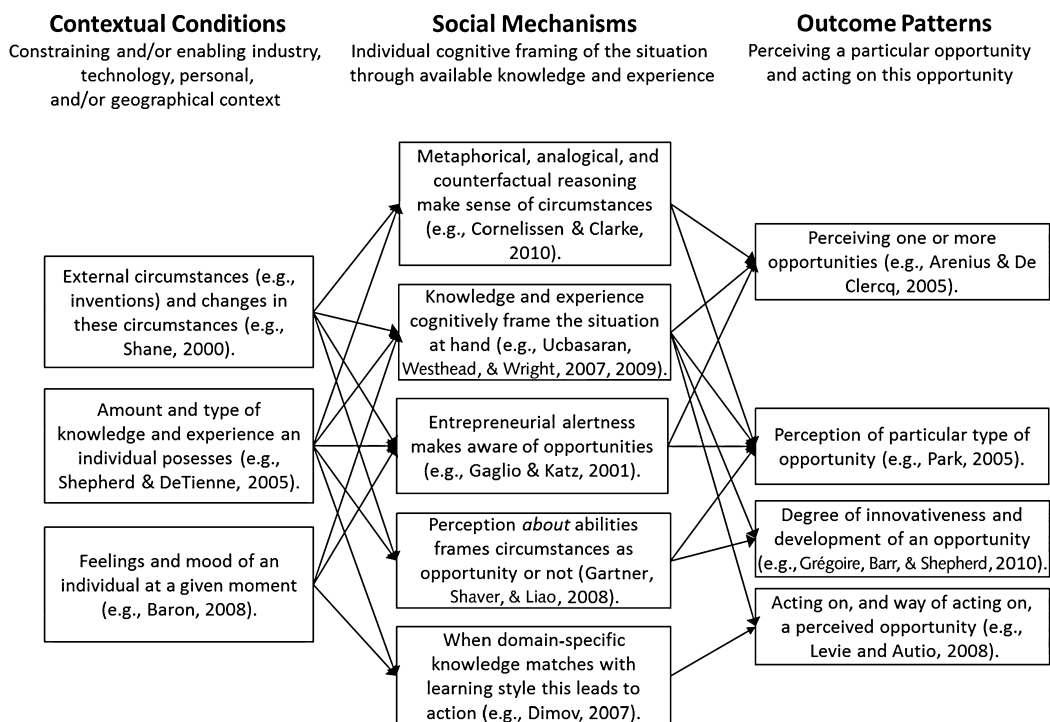 Contextual Conditions
Constraining and/or enabling industry,
technology, personal,
and/or geographical context
External circumstances (e.g.,
inventions) and changes in
these circumstances (e.g.,
Shane, 2000).
Amount and type of
knowledge and experience an
individual posesses (e.g.,
Shepherd & DeTienne, 2005).
Feelings and mood of an
individual at a given moment
(e.g., Baron, 2008).
Social Mechanisms
Individual cognitive framing of the situation
through available knowledge and experience
Metaphorical, analogical, and
counterfactual reasoning
make sense of circumstances
(e.g., Cornelissen & Clarke,
2010).
Knowledge and experience
cognitively frame the situation
at hand (e.g., Ucbasaran,
Westhead, & Wright, 2007, 2009).
Entrepreneurial alertness
makes aware of opportunities
(e.g., Gaglio & Katz, 2001).
Perception about abilities
frames circumstances as
opportunity or not (Gartner,
Shaver, & Liao, 2008).
When domain-specific
knowledge matches with
learning style this leads to
action (e.g., Dimov, 2007).
Outcome Patterns
Perceiving a particular opportunity
and acting on this opportunity
Perceiving one or more
opportunities (e.g., Arenius & De
Clercq, 2005).
Perception of particular type of
opportunity (e.g., Park, 2005).
Degree of innovativeness and
development of an opportunity
(e.g., Grégoire, Barr, & Shepherd, 2010).
Acting on, and way of acting on,
a perceived opportunity (e.g.,
Levie and Autio, 2008).